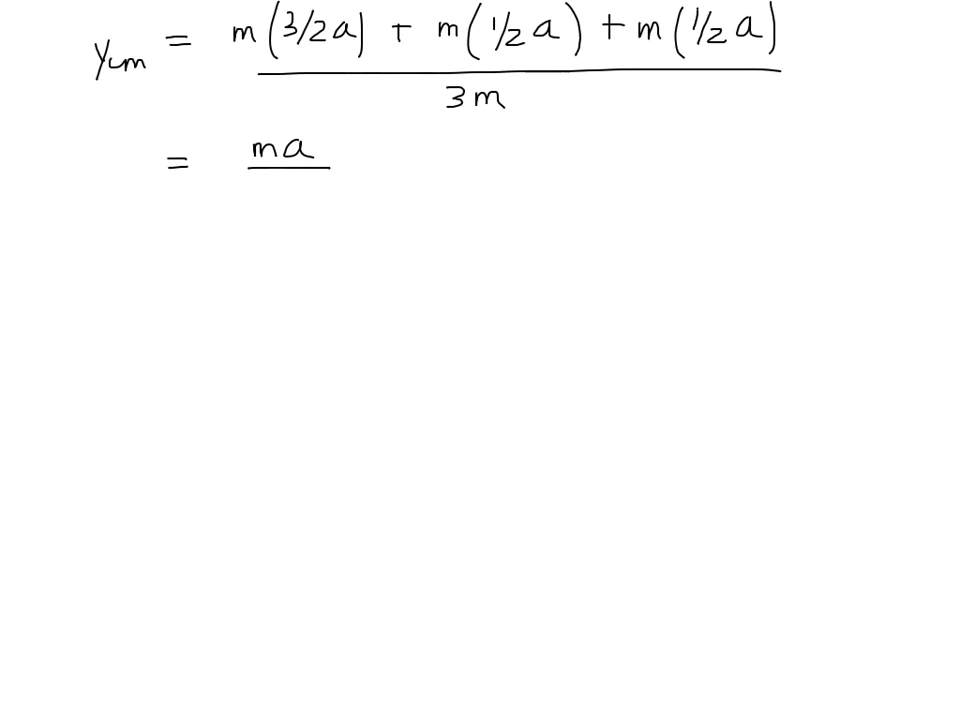 ycm = m(3/2a) + m(1/2a) + m(1/2a)
3m
= ma